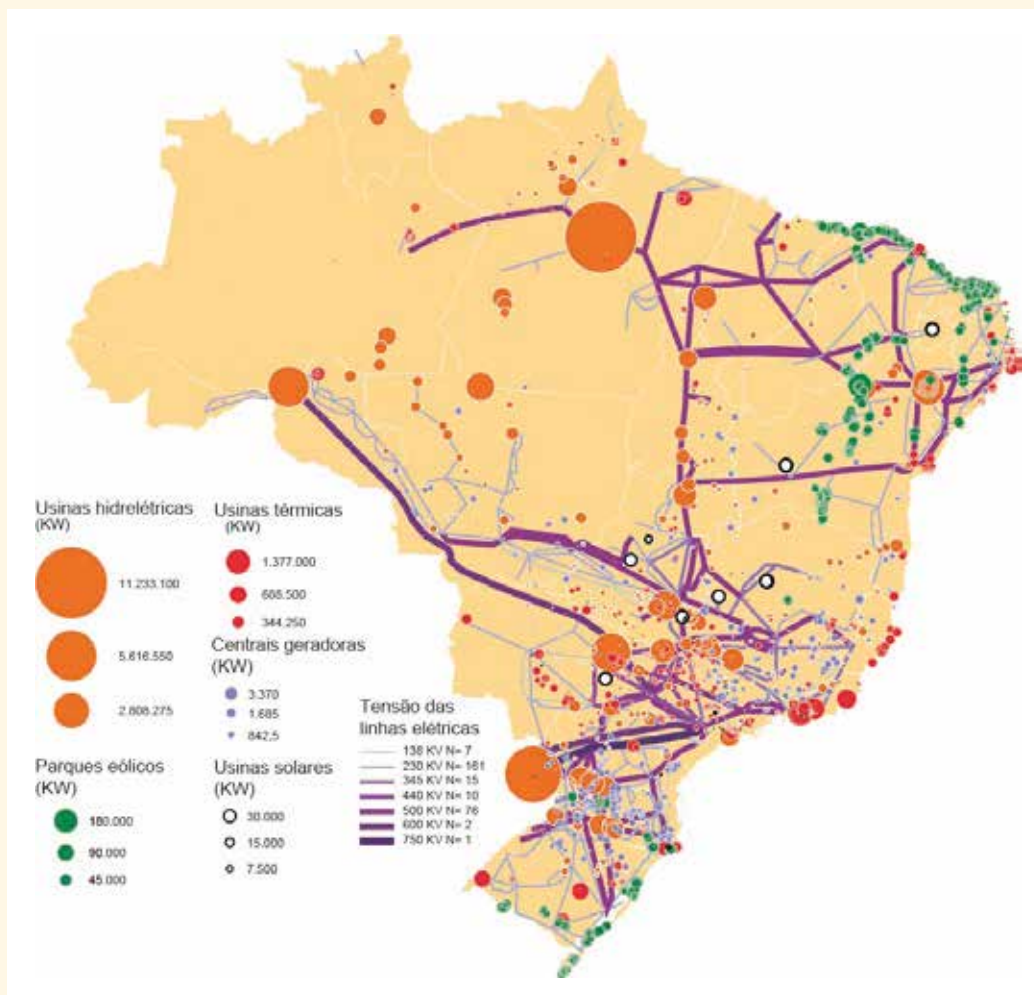 Usinas hidrelétricas
(KW)
11.233.100
5.616.550
2.808.275
Usinas térmicas
(KW)
1.377.000
688.500
344.250
Centrais geradoras
(KW)
3.370
1.685
842,5
Parques eólicos
(KW)
180.000
90.000
45.000
Usinas solares
(KW)
30.000
15.000
7.500
Tensão das
linhas elétricas
138 KV N= 7
230 KV N= 161
345 KV N= 15
440 KV N= 10
500 KV N= 76
600 KV N= 2
750 KV N= 1